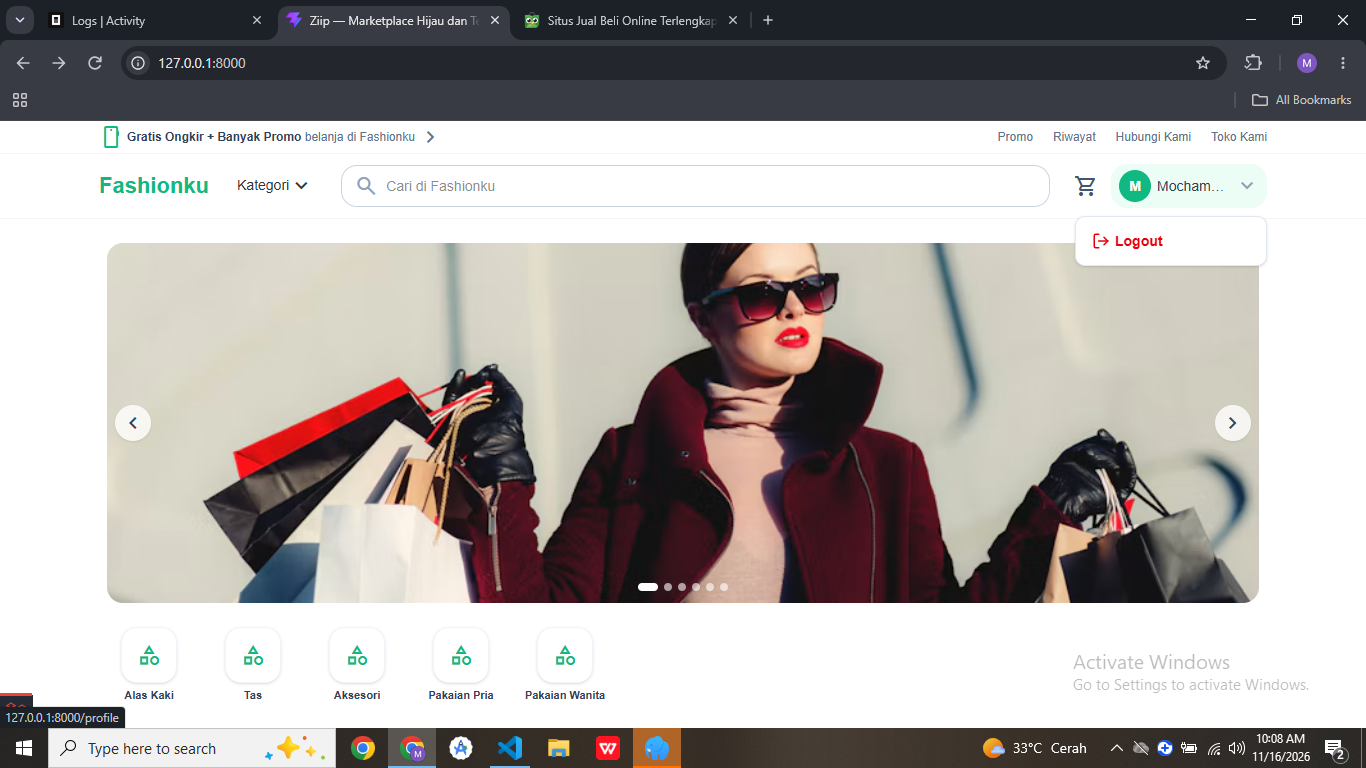 Logs | Activity
Ziip — Marketplace Hijau dan Te
Situs Jual Beli Online Terlengkap
127.0.0.1:8000
M
All Bookmarks
Gratis Ongkir + Banyak Promo belanja di Fashionku
Promo
Riwayat
Hubungi Kami
Toko Kami
Fashionku
Kategori
Cari di Fashionku
M
Mocham...
Logout
Alas Kaki
Tas
Aksesori
Pakaian Pria
Pakaian Wanita
Activate Windows
Go to Settings to activate Windows.
127.0.0.1:8000/profile
Type here to search
M
W
33°C Cerah
10:08 AM
11/16/2026
2